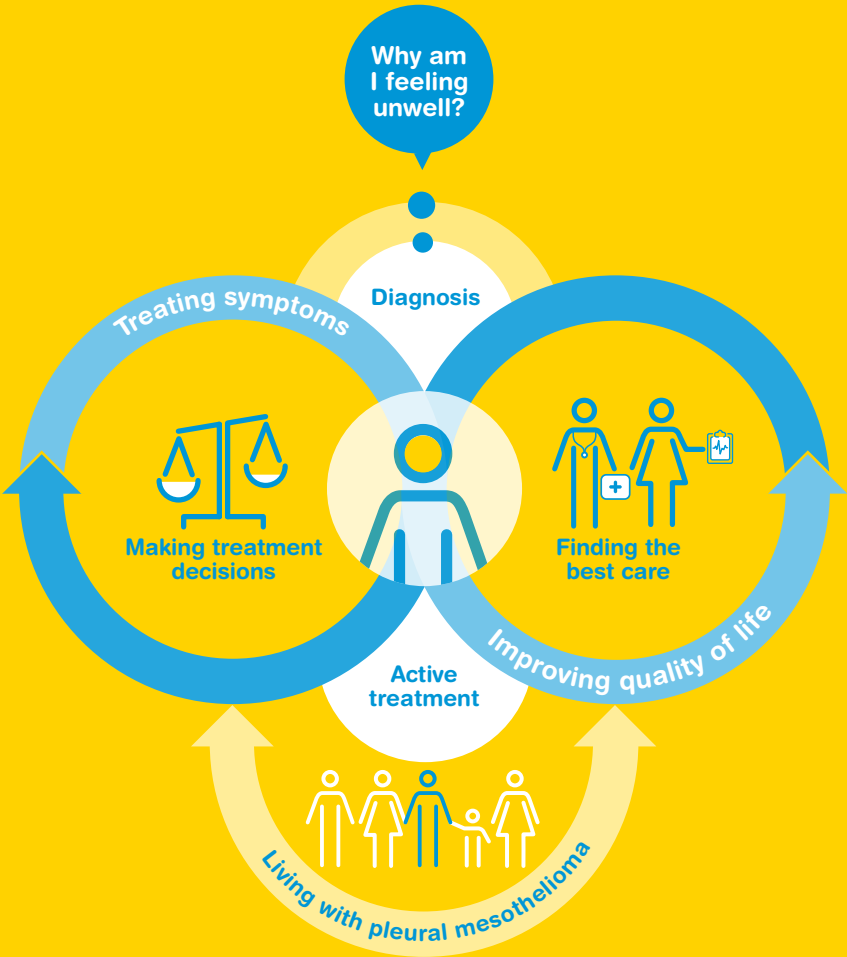 Why am
I feeling
unwell?
Diagnosis
Treating symptoms
Making treatment
decisions
Finding the
best care
Improving quality of life
Active
treatment
Living with pleural mesothelioma